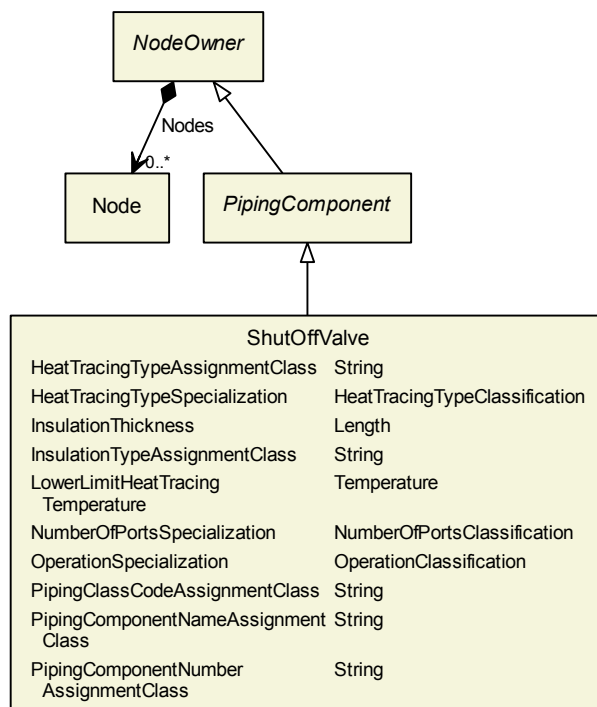 NodeOwner
Nodes
0..*
Node
PipingComponent
ShutOffValve
HeatTracingTypeAssignmentClass String
HeatTracingTypeSpecialization HeatTracingTypeClassification
InsulationThickness Length
InsulationTypeAssignmentClass String
LowerLimitHeatTracing Temperature
Temperature
NumberOfPortsSpecialization NumberOfPortsClassification
OperationSpecialization OperationClassification
PipingClassCodeAssignmentClass String
PipingComponentNameAssignment String
Class
PipingComponentNumber String
AssignmentClass